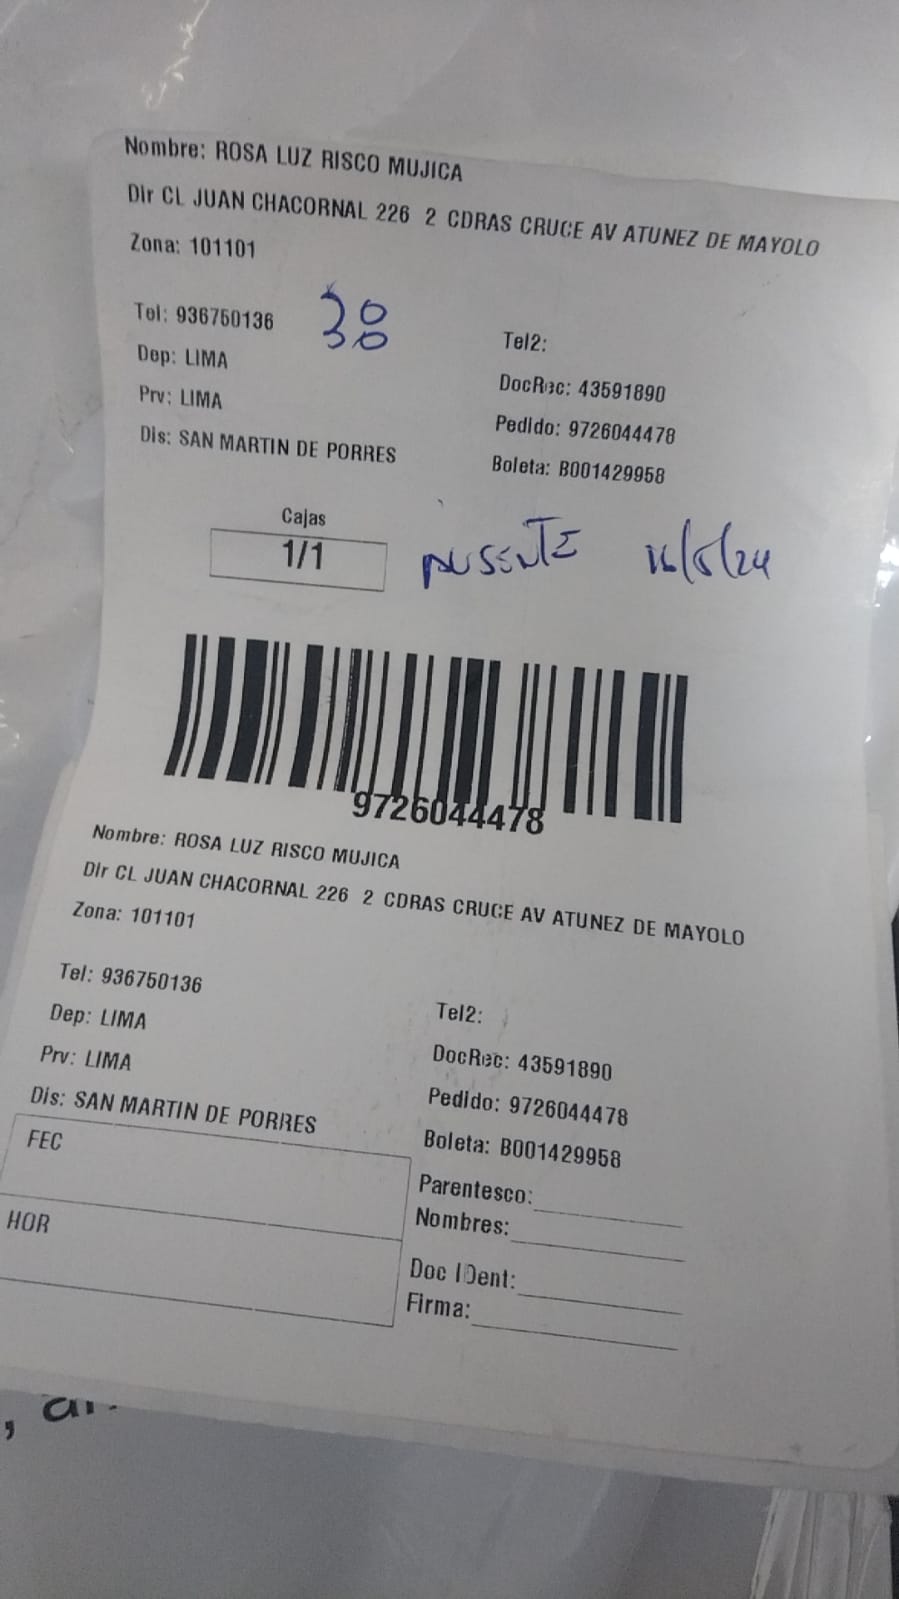 Nombre: ROSA LUZ RISCO MUJICA
Dir CL JUAN CHACORNAL 226 2 CDRAS CRUCE AV ATUNEZ DE MAYOLO
Zona: 101101
Tel: 936750136
38
Tel2:
Dep: LIMA
DocRec: 43591890
Prv: LIMA
Pedido: 9726044478
Dis: SAN MARTIN DE PORRES
Boleta: B001429958
Cajas
1/1
AUSENTE 16/5/24
9726044478
Nombre: ROSA LUZ RISCO MUJICA
Dir CL JUAN CHACORNAL 226 2 CDRAS CRUCE AV ATUNEZ DE MAYOLO
Zona: 101101
Tel: 936750136
Tel2:
Dep: LIMA
DocRec: 43591890
Prv: LIMA
Pedido: 9726044478
Dis: SAN MARTIN DE PORRES
Boleta: B001429958
FEC
Parentesco:
Nombres:
HOR
Doc IDent:
Firma: